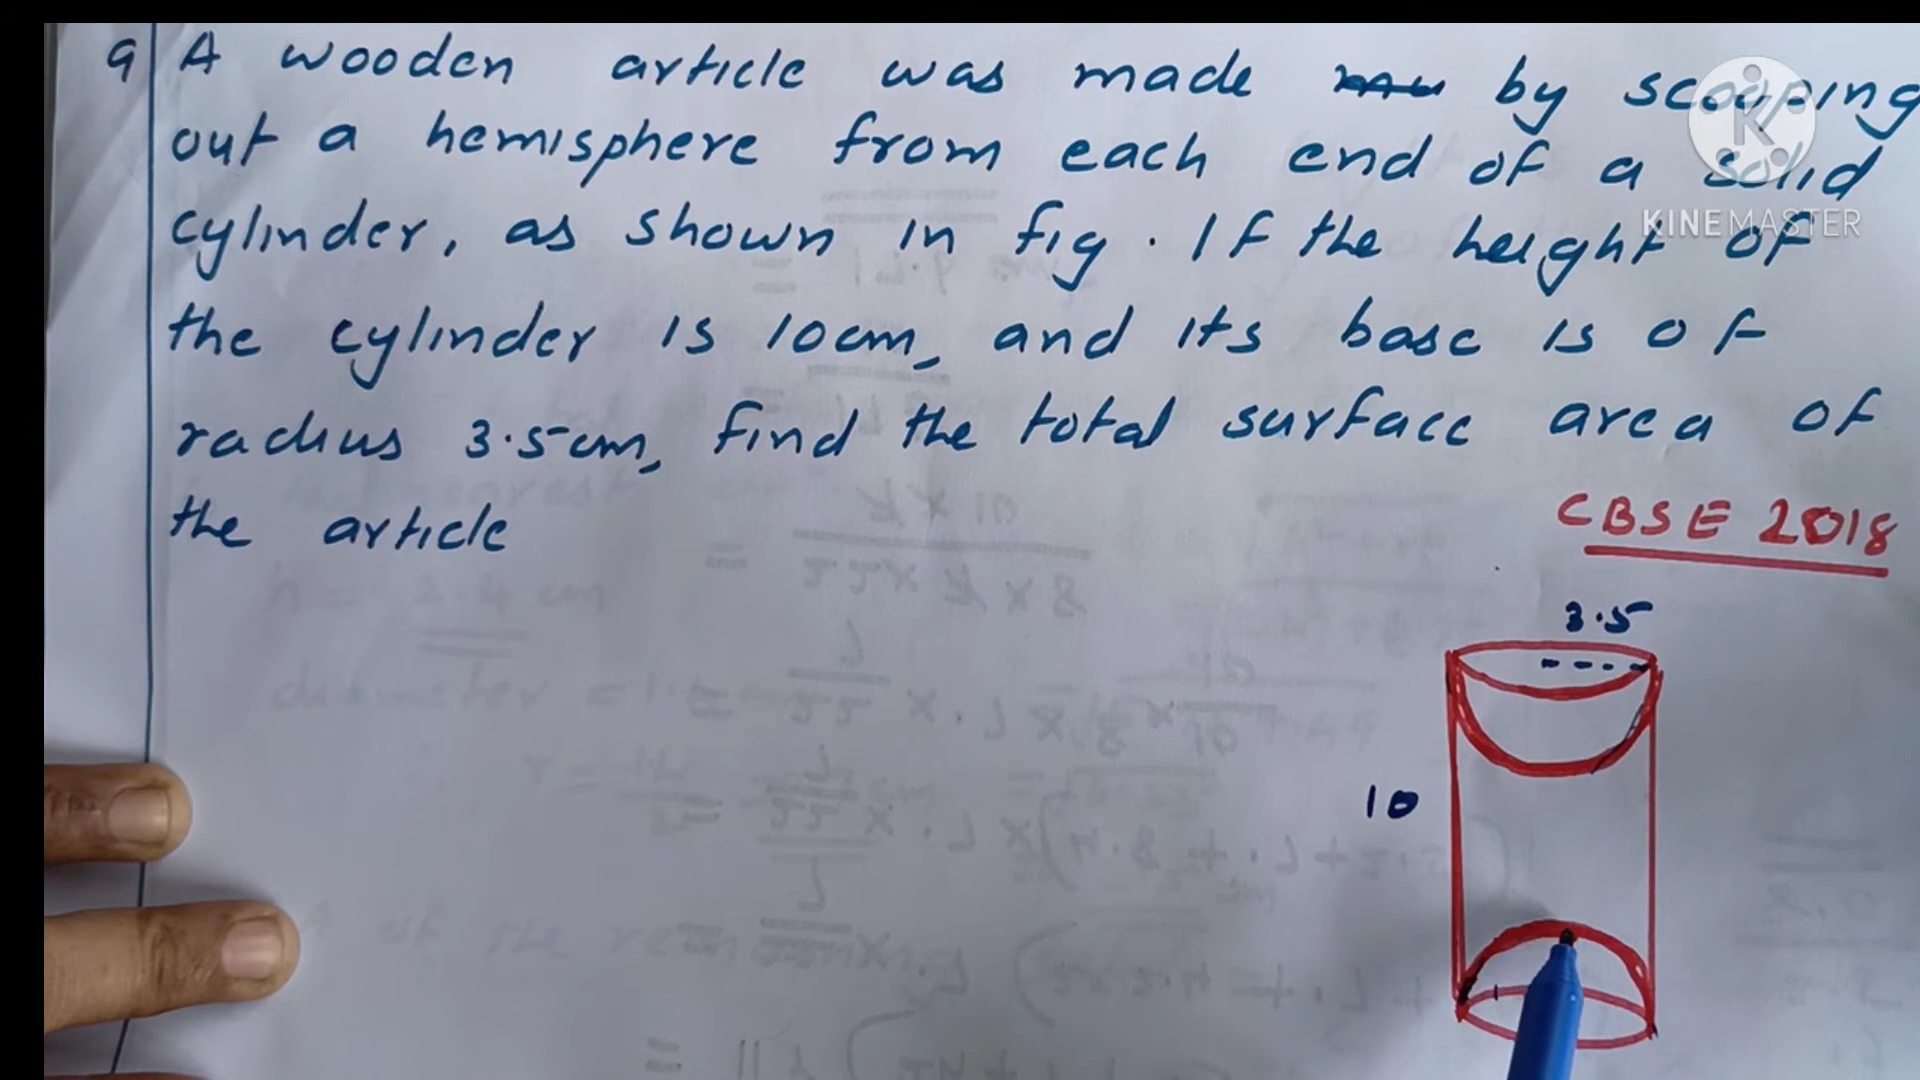 9 A wooden article was made by scooping
out a hemisphere from each end of a solid
cylinder, as shown in fig. If the height of
the cylinder is 10cm, and its base is of
radius 3.5cm, find the total surface area of
the article
CBSE 2018
3.5
10
KINEMASTER